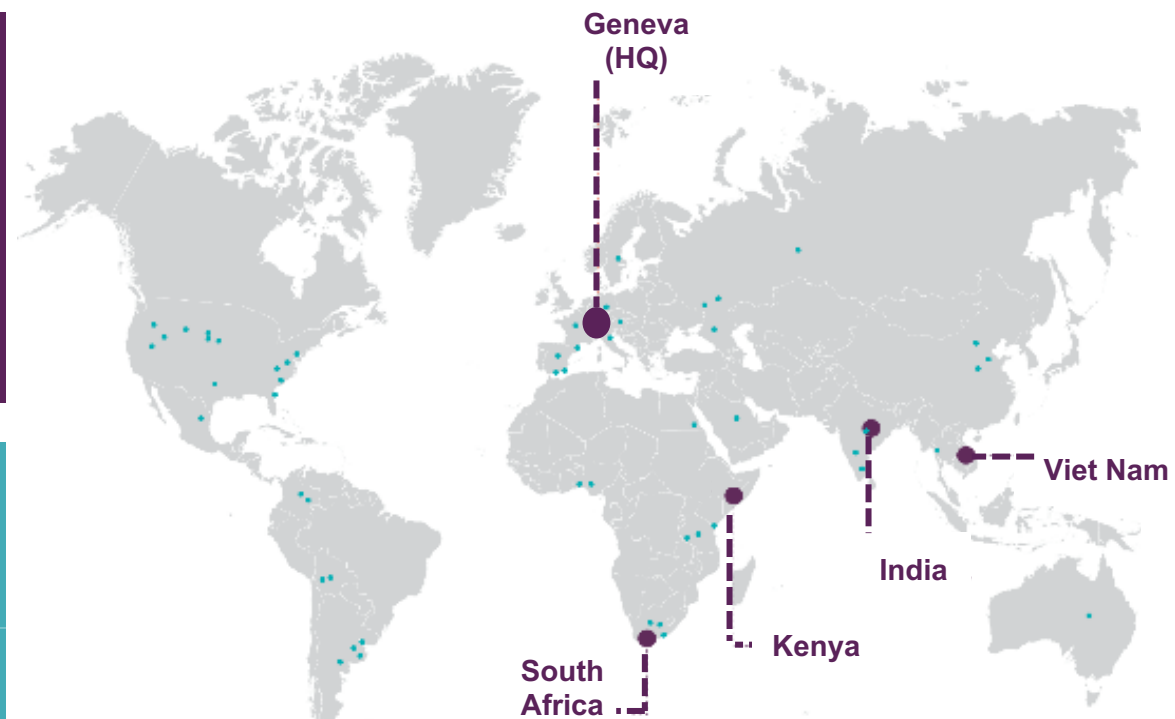 Geneva
(HQ)
Viet Nam
India
Kenya
South
Africa